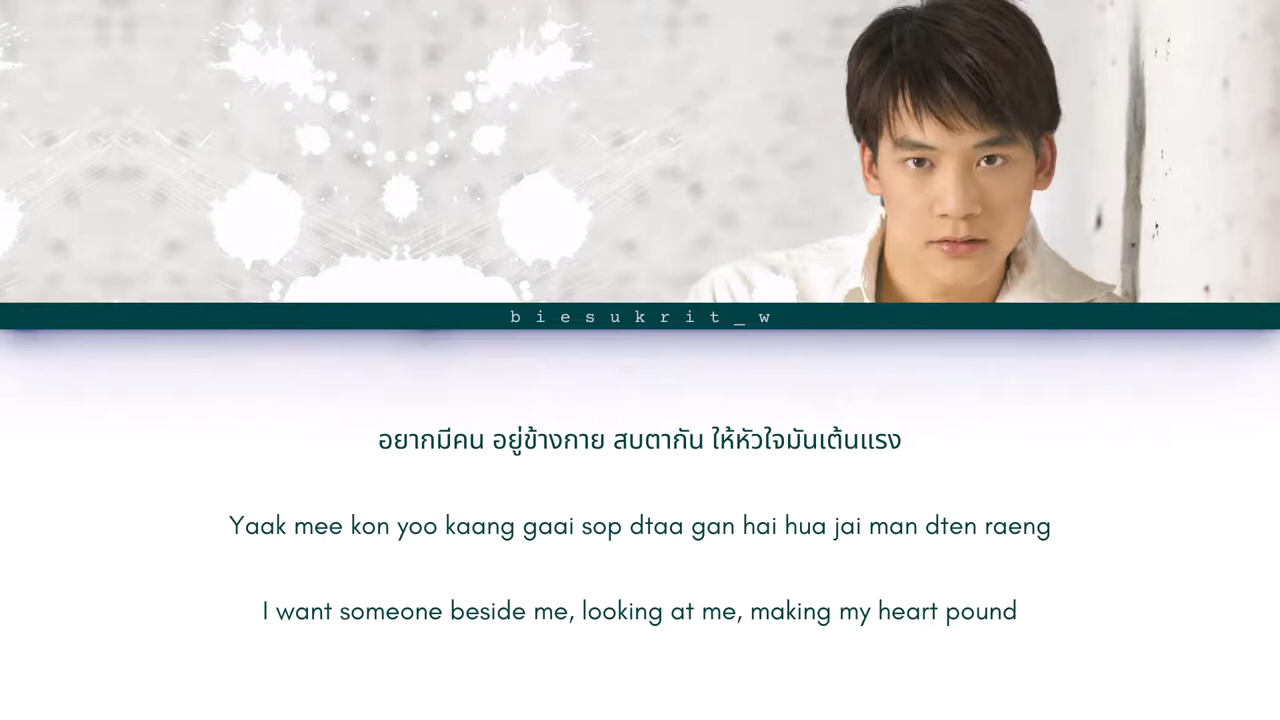 biesukrit_w
อยากมีคน อยู่ข้างกาย สบตากัน ให้หัวใจมันเต้นแรง
Yaak mee kon yoo kaang gaai sop dtaa gan hai hua jai man dten raeng
I want someone beside me, looking at me, making my heart pound